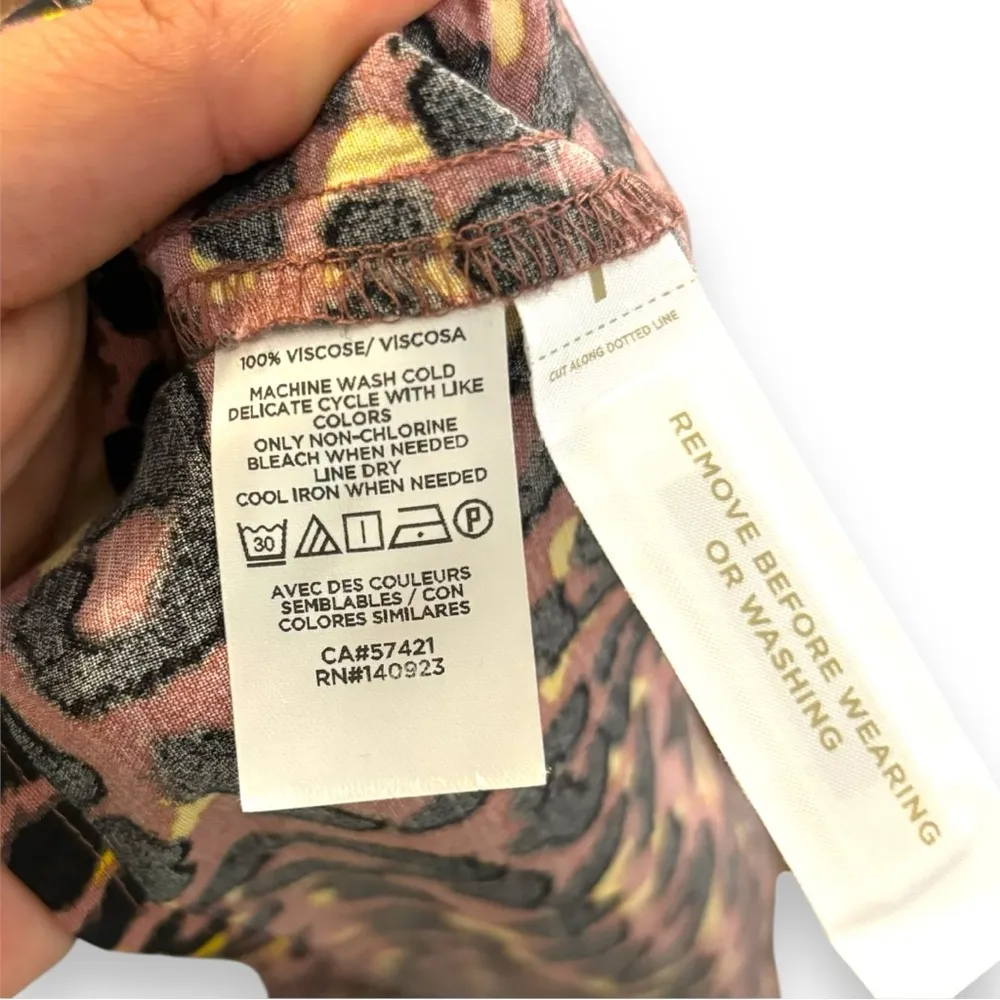 100% VISCOSE/ VISCOSA
MACHINE WASH COLD
DELICATE CYCLE WITH LIKE
COLORS
ONLY NON-CHLORINE
BLEACH WHEN NEEDED
LINE DRY
COOL IRON WHEN NEEDED
30 P
AVEC DES COULEURS
SEMBLABLES / CON
COLORES SIMILARES
CA#57421
RN#140923
CUT ALONG DOTTED LINE
REMOVE BEFORE WEARING
OR WASHING